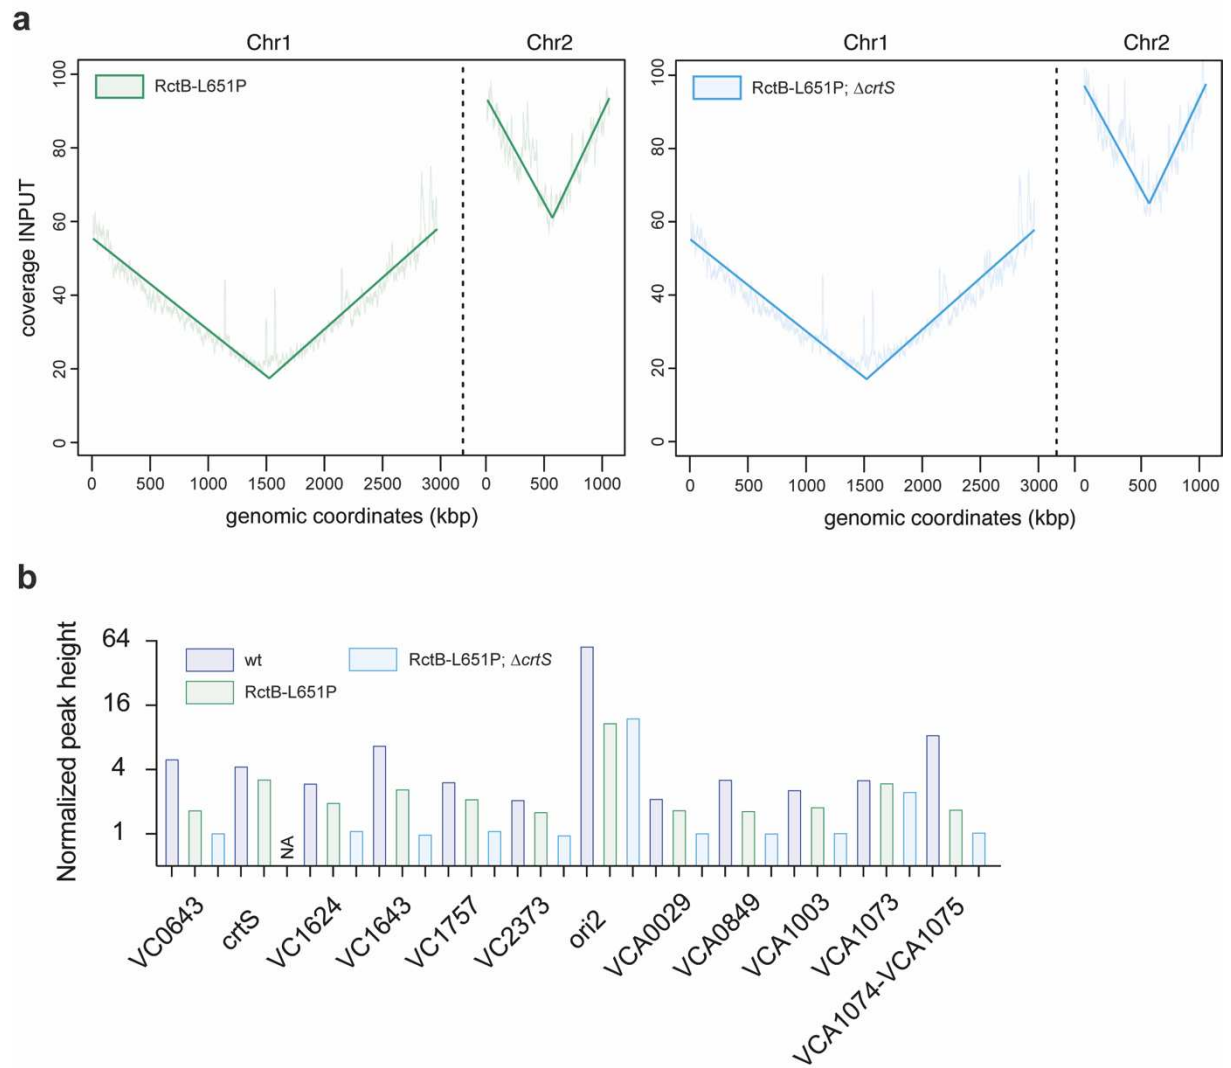 a
Chr1 Chr2
RctB-L651P
coverage INPUT
0 20 40 60 80 100
0 500 1000 1500 2000 2500 3000 0 500 1000
genomic coordinates (kbp)
Chr1 Chr2
RctB-L651P; ΔcrtS
0 20 40 60 80 100
0 500 1000 1500 2000 2500 3000 0 500 1000
genomic coordinates (kbp)
b
Normalized peak height
64
16
4
1
wt
RctB-L651P; ΔcrtS
RctB-L651P
NA
VC0643
crtS
VC1624
VC1643
VC1757
VC2373
ori2
VCA0029
VCA0849
VCA1003
VCA1073
VCA1074-VCA1075